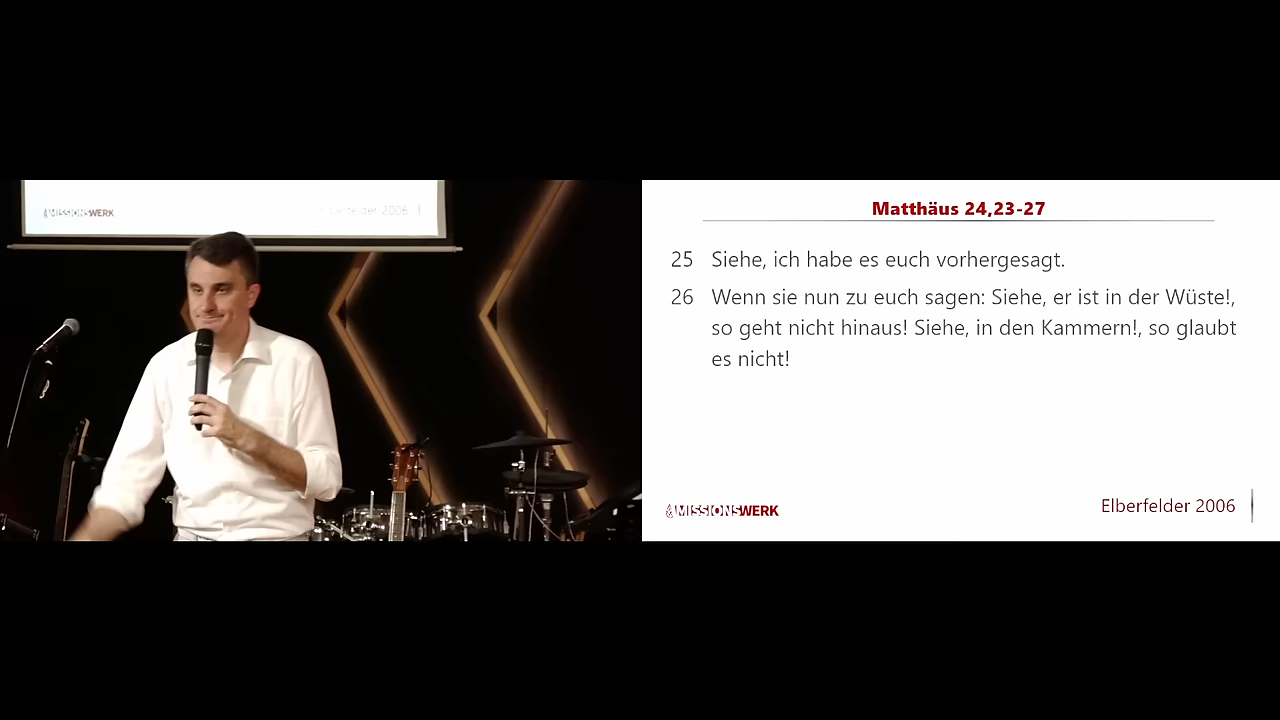 MISSIONSWERK
2006
Matthäus 24,23-27
25 Siehe, ich habe es euch vorhergesagt.
26 Wenn sie nun zu euch sagen: Siehe, er ist in der Wüste!,
so geht nicht hinaus! Siehe, in den Kammern!, so glaubt
es nicht!
MISSIONSWERK
Elberfelder 2006